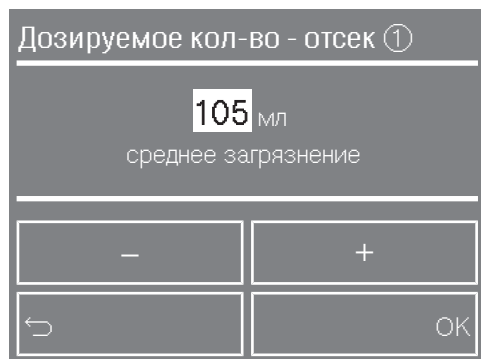 Дозируемое кол-во - отсек ①
105 мл
среднее загрязнение
– +
OK